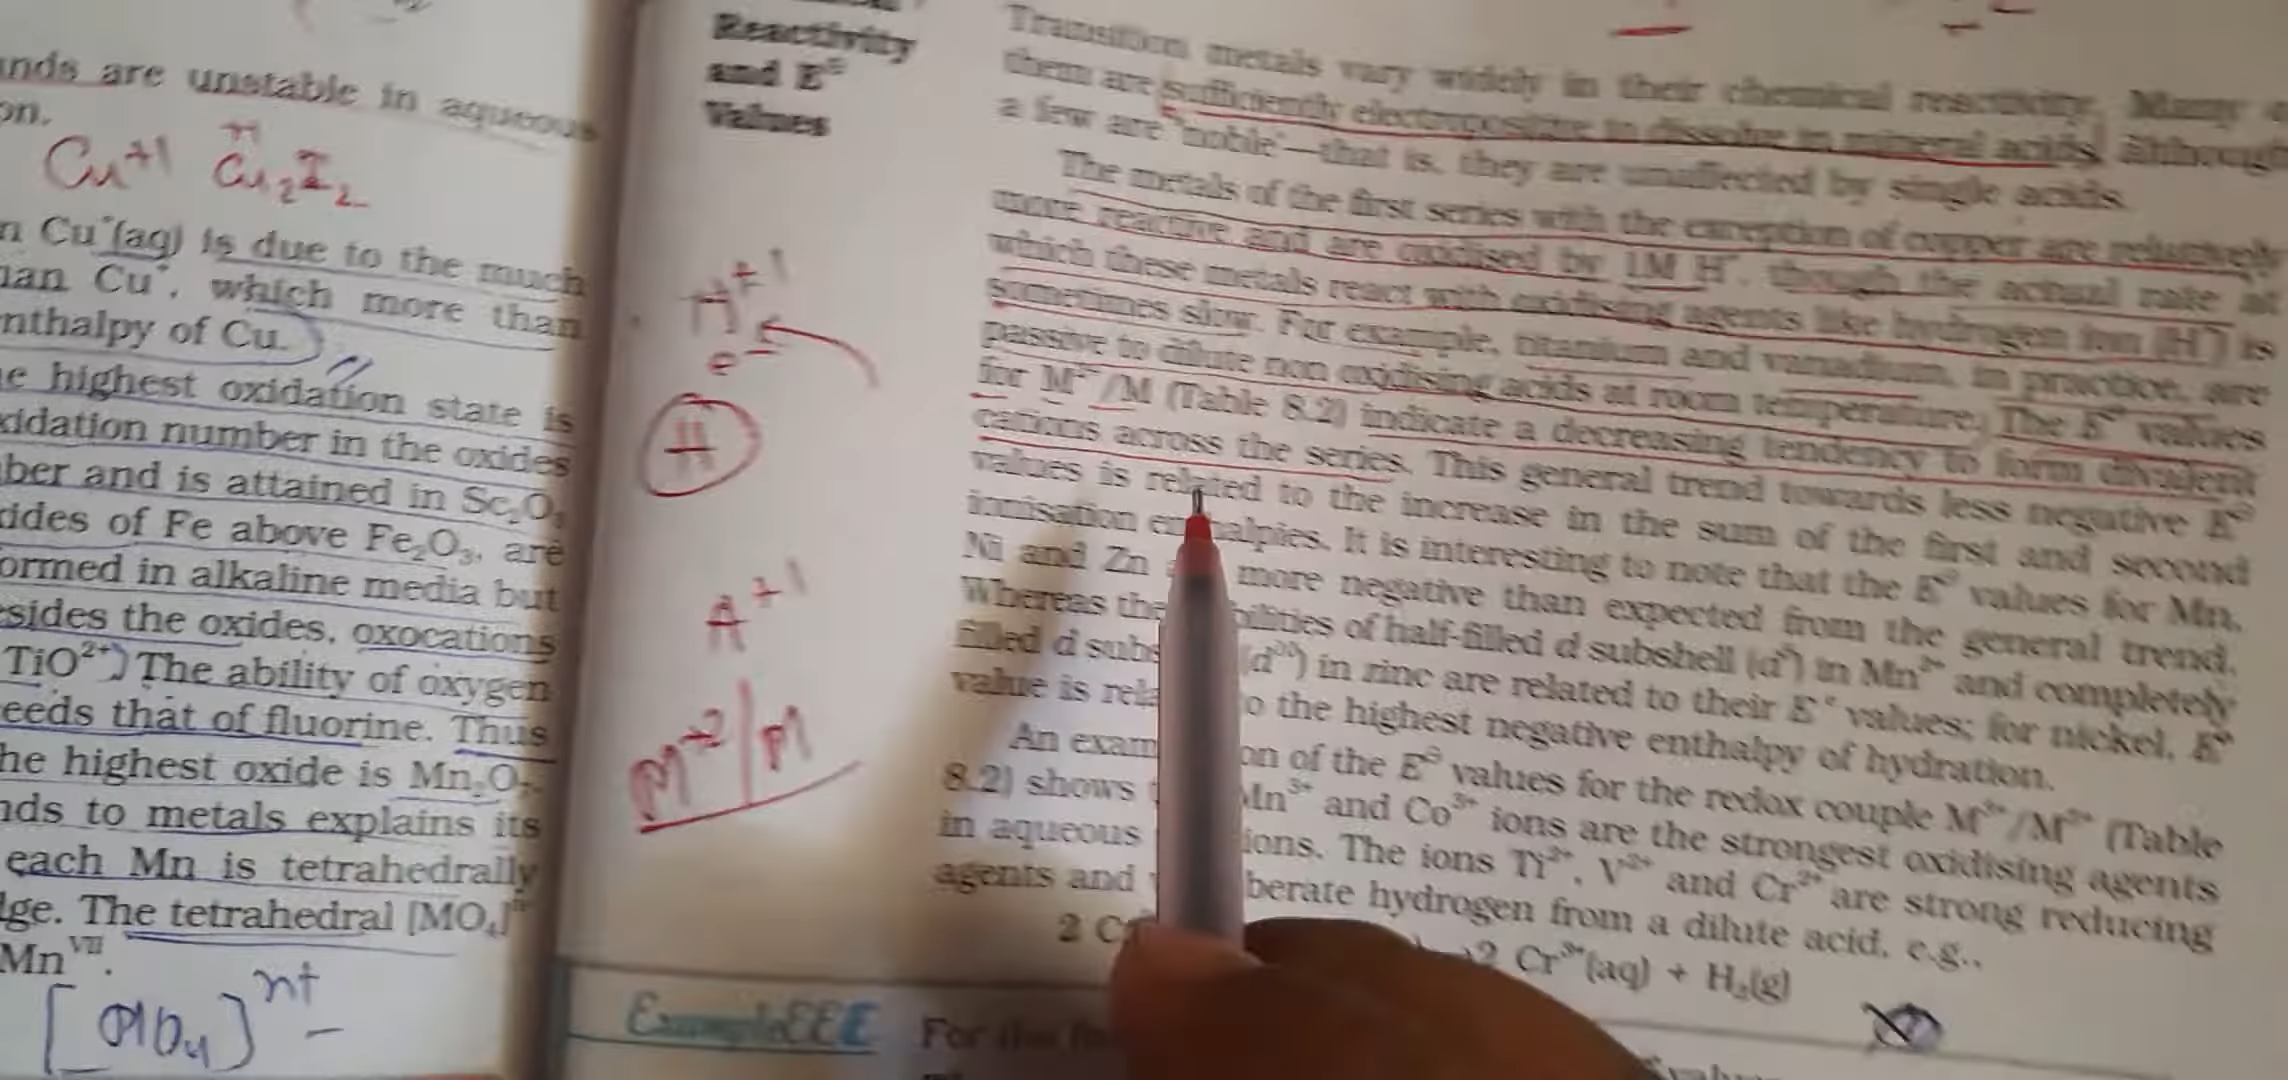 nds are unstable in aqueous
on.
Cu+1 +1 Cu2I2
n Cu+(aq) is due to the much
han Cu+, which more than
nthalpy of Cu.
e highest oxidation state is
xidation number in the oxides
ber and is attained in Sc2O3
xides of Fe above Fe2O3, are
ormed in alkaline media but
esides the oxides, oxocations
TiO2+) The ability of oxygen
eeds that of fluorine. Thus
he highest oxide is Mn2O7.
nds to metals explains its
each Mn is tetrahedrally
lge. The tetrahedral [MO4]n-
MnVII.
n+
Reactivity
and E⊖
Values
H+1
e-
H
A+1
M+2/M
Transition metals vary widely in their chemical reactivity. Many
them are sufficiently electropositive to dissolve in mineral acids, although
a few are 'noble'—that is, they are unaffected by single acids.
The metals of the first series with the exception of copper are relatively
more reactive and are oxidised by 1M H+, though the actual rate at
which these metals react with oxidising agents like hydrogen ion (H+) is
sometimes slow. For example, titanium and vanadium, in practice, are
passive to dilute non oxidising acids at room temperature. The E⊖ values
for M2+/M (Table 8.2) indicate a decreasing tendency to form divalent
cations across the series. This general trend towards less negative E⊖
values is related to the increase in the sum of the first and second
ionisation enthalpies. It is interesting to note that the E⊖ values for Mn,
Ni and Zn more negative than expected from the general trend.
Whereas the bilities of half-filled d subshell (d5) in Mn2+ and completely
filled d subs (d10) in zinc are related to their E⊖ values; for nickel, E⊖
value is rela o the highest negative enthalpy of hydration.
An exam on of the E⊖ values for the redox couple M3+/M2+ (Table
8.2) shows Mn3+ and Co3+ ions are the strongest oxidising agents
in aqueous ions. The ions Ti2+, V2+ and Cr2+ are strong reducing
agents and berate hydrogen from a dilute acid, e.g.,
2 C 2 Cr3+(aq) + H2(g)
Example
For the